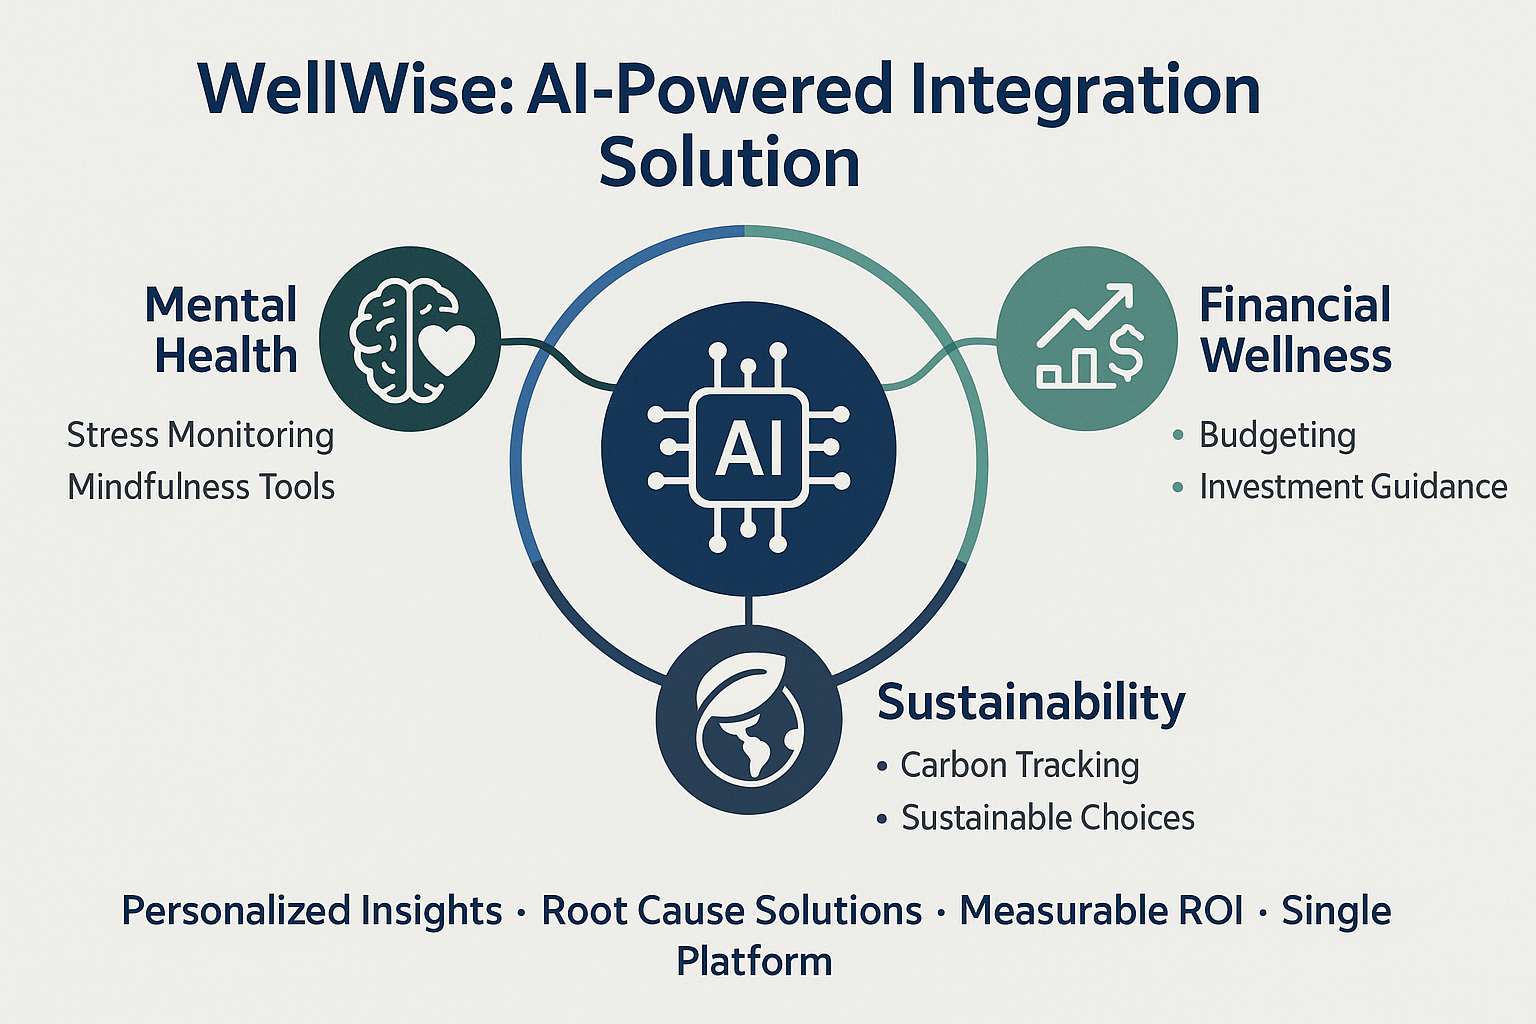 WellWise: AI-Powered Integration
Solution
Mental
Health
Stress Monitoring
Mindfulness Tools
AI
$
Financial
Wellness
• Budgeting
• Investment Guidance
Sustainability
• Carbon Tracking
• Sustainable Choices
Personalized Insights · Root Cause Solutions · Measurable ROI · Single
Platform